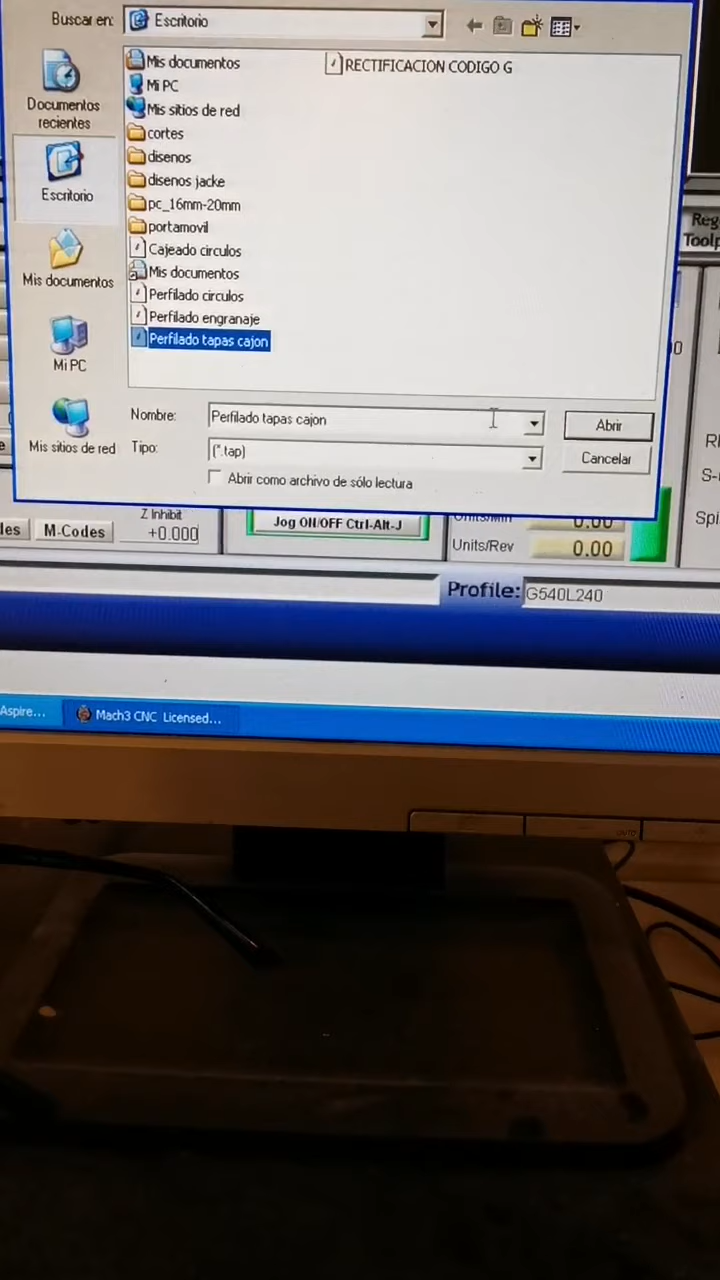 Buscar en:
Escritorio
Documentos
recientes
Escritorio
Mis documentos
Mi PC
Mis sitios de red
Mis documentos
Mi PC
Mis sitios de red
cortes
disenos
disenos jacke
pc_16mm-20mm
portamovil
Cajeado circulos
Mis documentos
Perfilado circulos
Perfilado engranaje
Perfilado tapas cajon
RECTIFICACION CODIGO G
Nombre:
Perfilado tapas cajon
Abrir
Tipo:
(*.tap)
Cancelar
Abrir como archivo de sólo lectura
M-Codes
Z Inhibit
+0.000
Jog ON/OFF Ctrl-Alt-J
Units/Min
0.00
Units/Rev
0.00
Profile:
G540L240
Aspire...
Mach3 CNC Licensed...
AUTO